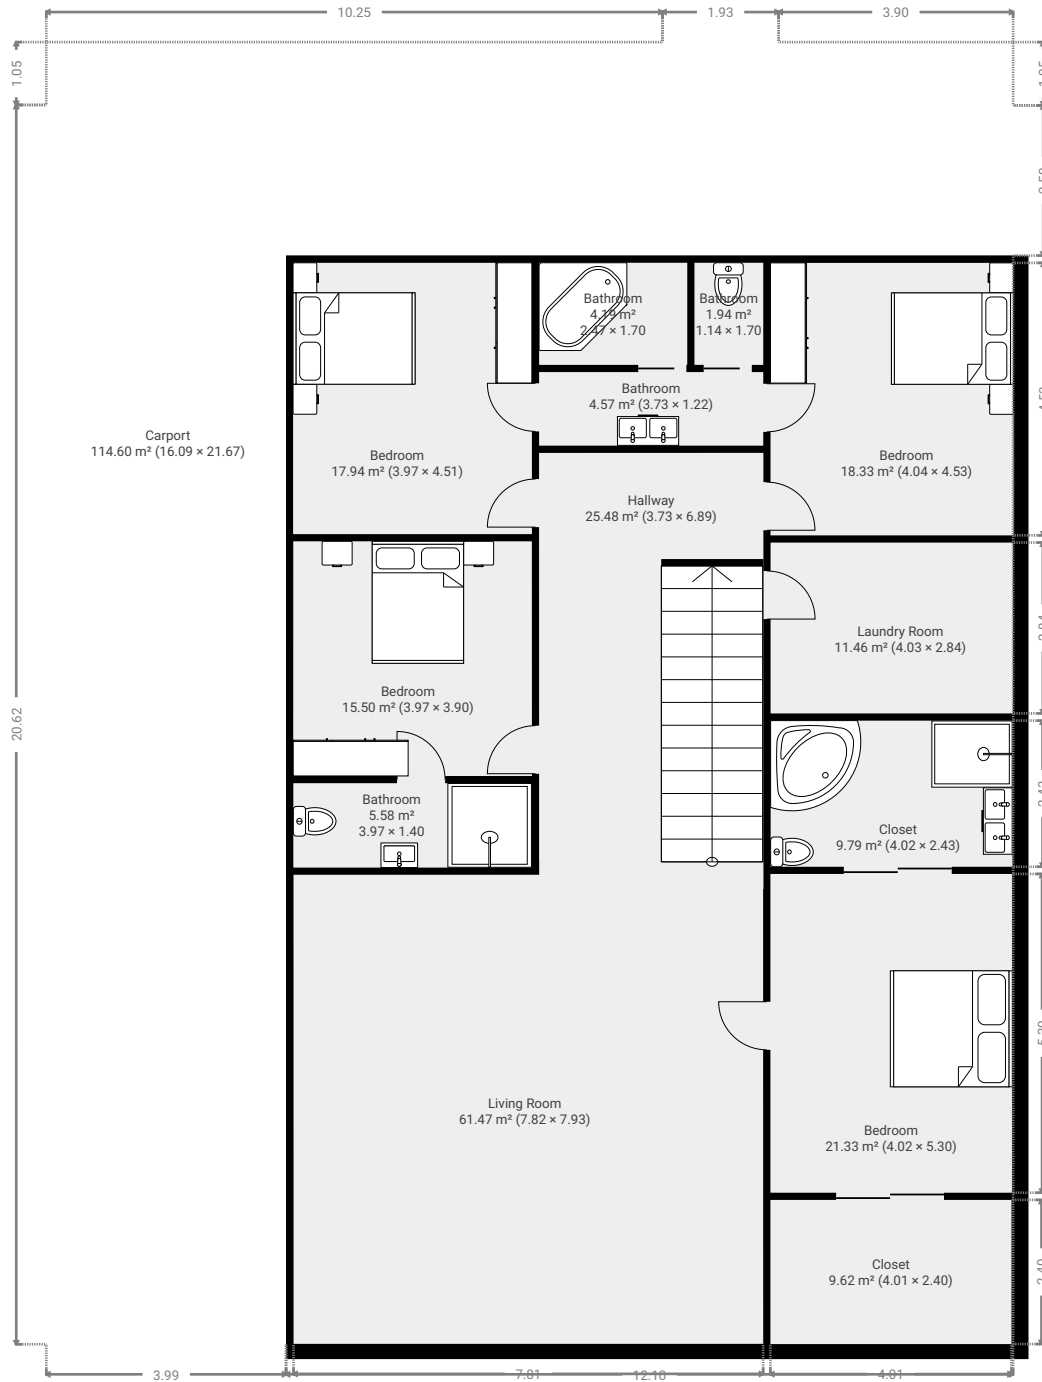 10.25
1.93
3.90
1.05
Bathroom
4.19 m²
2.47 × 1.70
Bathroom
1.94 m²
1.14 × 1.70
Bathroom
4.57 m² (3.73 × 1.22)
Carport
114.60 m² (16.09 × 21.67)
Bedroom
17.94 m² (3.97 × 4.51)
Bedroom
18.33 m² (4.04 × 4.53)
Hallway
25.48 m² (3.73 × 6.89)
Laundry Room
11.46 m² (4.03 × 2.84)
Bedroom
15.50 m² (3.97 × 3.90)
20.62
Bathroom
5.58 m²
3.97 × 1.40
Closet
9.79 m² (4.02 × 2.43)
Living Room
61.47 m² (7.82 × 7.93)
Bedroom
21.33 m² (4.02 × 5.30)
Closet
9.62 m² (4.01 × 2.40)
3.99
7.81
12.10
4.01